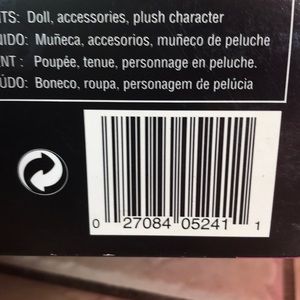 TS: Doll, accessories, plush character
NIDO: Muñeca, accesorios, muñeco de peluche
ENT : Poupée, tenue, personnage en peluche.
ÚDO: Boneco, roupa, personagem de pelúcia
0 27084 05241 1